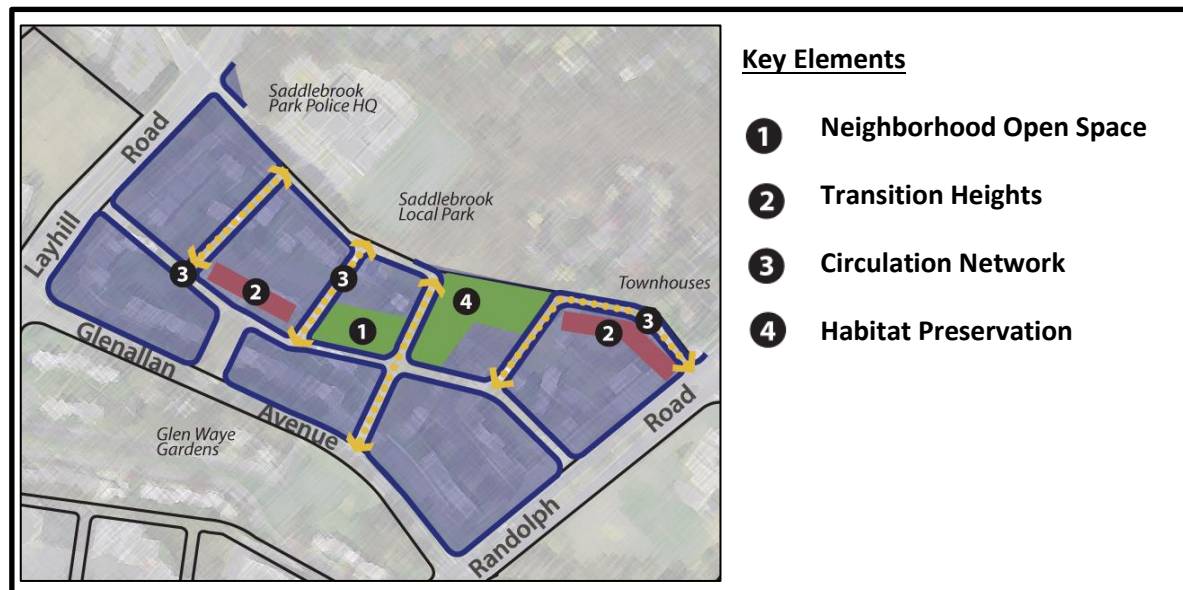 Saddlebrook
Park Police HQ
Road
Layhill
Saddlebrook
Local Park
Townhouses
3
3
3
2
2
1
4
Glenallan
Avenue
Glen Waye
Gardens
Road
Randolph
Key Elements
1 Neighborhood Open Space
2 Transition Heights
3 Circulation Network
4 Habitat Preservation